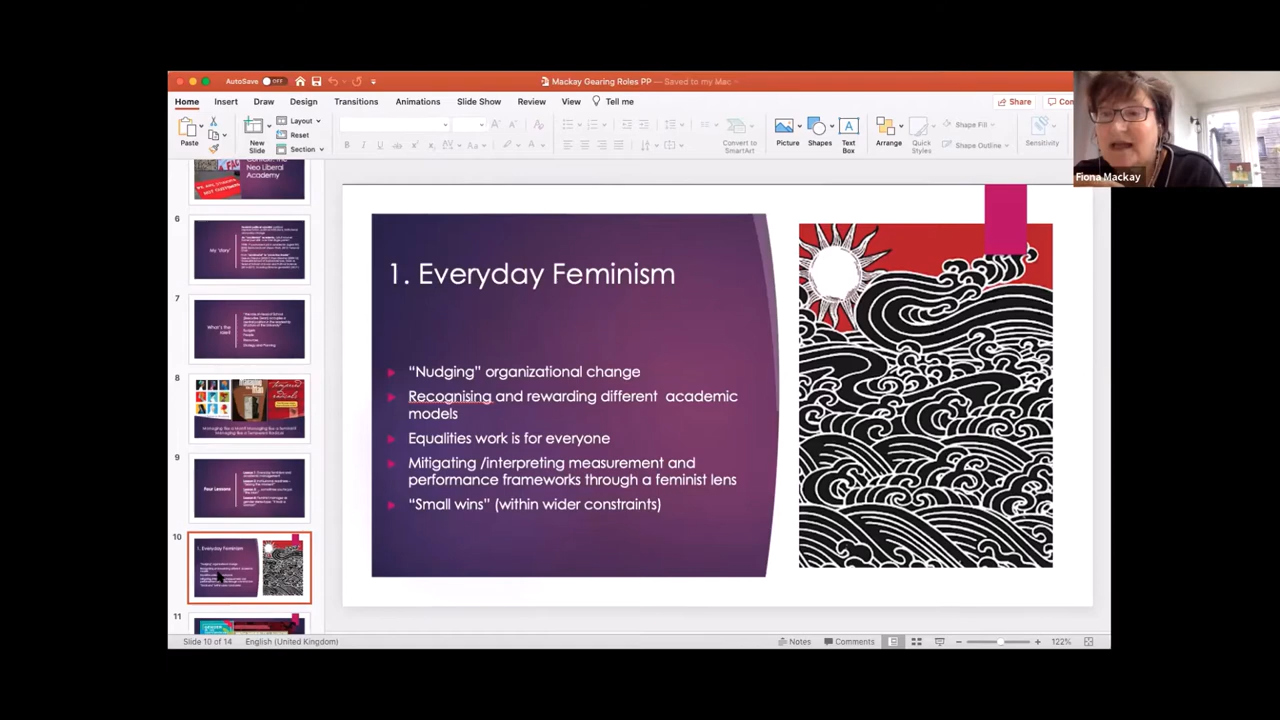 AutoSave OFF
Mackay Gearing Roles PP — Saved to my Mac
Home Insert Draw Design Transitions Animations Slide Show Review View Tell me
Share
Paste
New
Slide
Layout
Reset
Section
Convert to
SmartArt
Picture
Shapes
Text
Box
Arrange
Quick
Styles
Shape Fill
Shape Outline
Sensitivity
Fiona Mackay
Neo Liberal
Academy
6
My 'story'
7
What's the
role?
8
9
Four Lessons
10
1. Everyday Feminism
11
1. Everyday Feminism
“Nudging” organizational change
Recognising and rewarding different academic
models
Equalities work is for everyone
Mitigating /interpreting measurement and
performance frameworks through a feminist lens
“Small wins” (within wider constraints)
Slide 10 of 14
English (United Kingdom)
Notes
Comments
122%